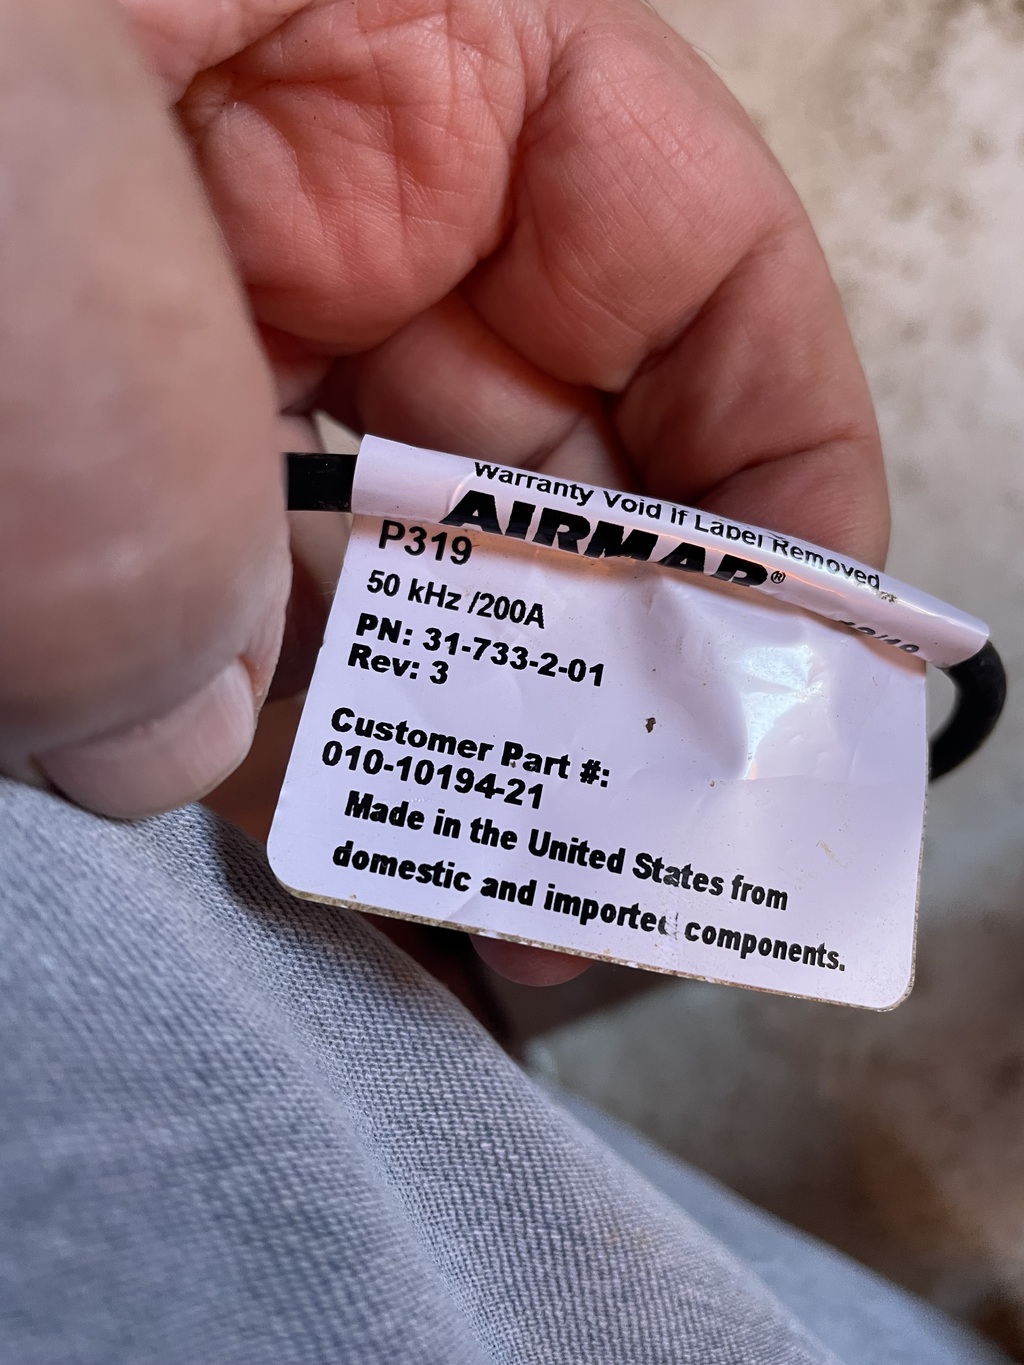 Warranty Void If Label Removed
AIRMAR®
P319
50 kHz /200A
PN: 31-733-2-01
Rev: 3
Customer Part #:
010-10194-21
Made in the United States from
domestic and imported components.